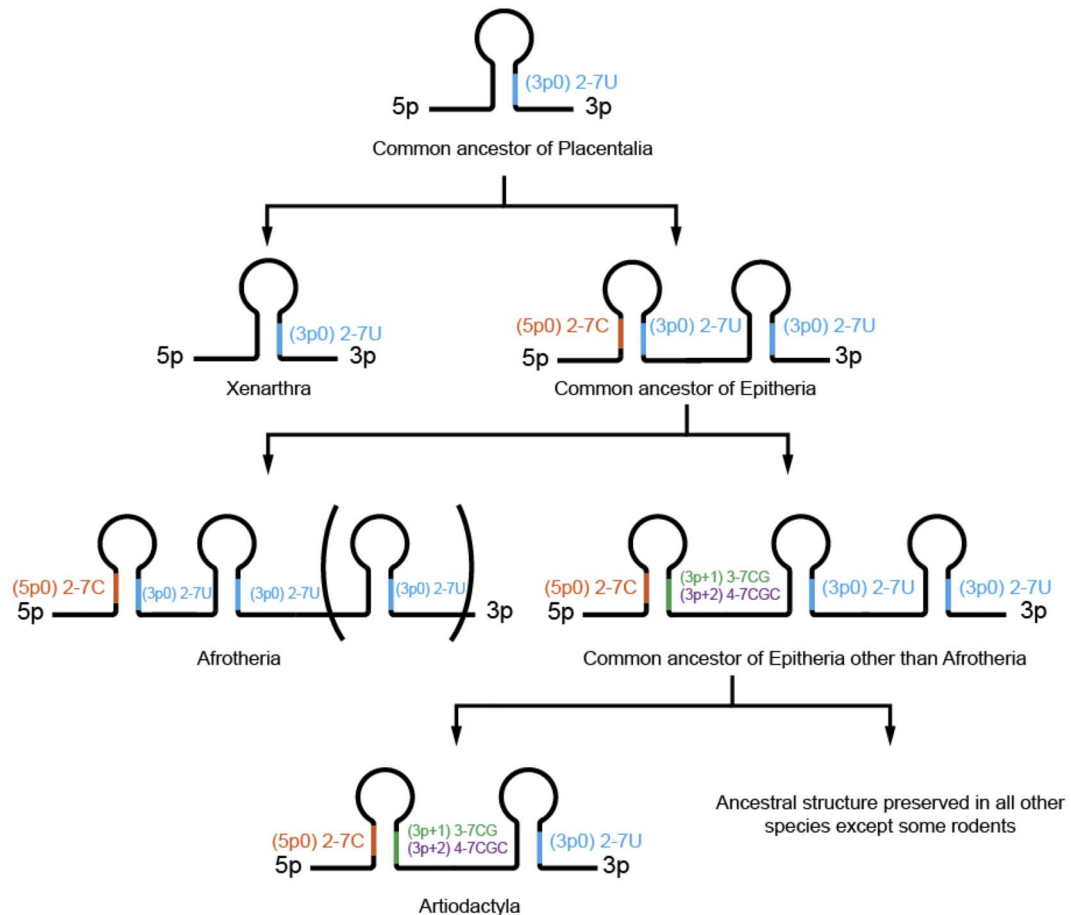 (3p0) 2-7U
5p 3p
Common ancestor of Placentalia
(3p0) 2-7U
5p 3p
Xenarthra
(5p0) 2-7C (3p0) 2-7U (3p0) 2-7U
5p 3p
Common ancestor of Epitheria
(5p0) 2-7C (3p0) 2-7U (3p0) 2-7U (3p0) 2-7U
5p 3p
Afrotheria
(5p0) 2-7C (3p+1) 3-7CG (3p0) 2-7U (3p0) 2-7U
(3p+2) 4-7CGC
5p 3p
Common ancestor of Epitheria other than Afrotheria
(5p0) 2-7C (3p+1) 3-7CG (3p0) 2-7U
(3p+2) 4-7CGC
5p 3p
Artiodactyla
Ancestral structure preserved in all other
species except some rodents